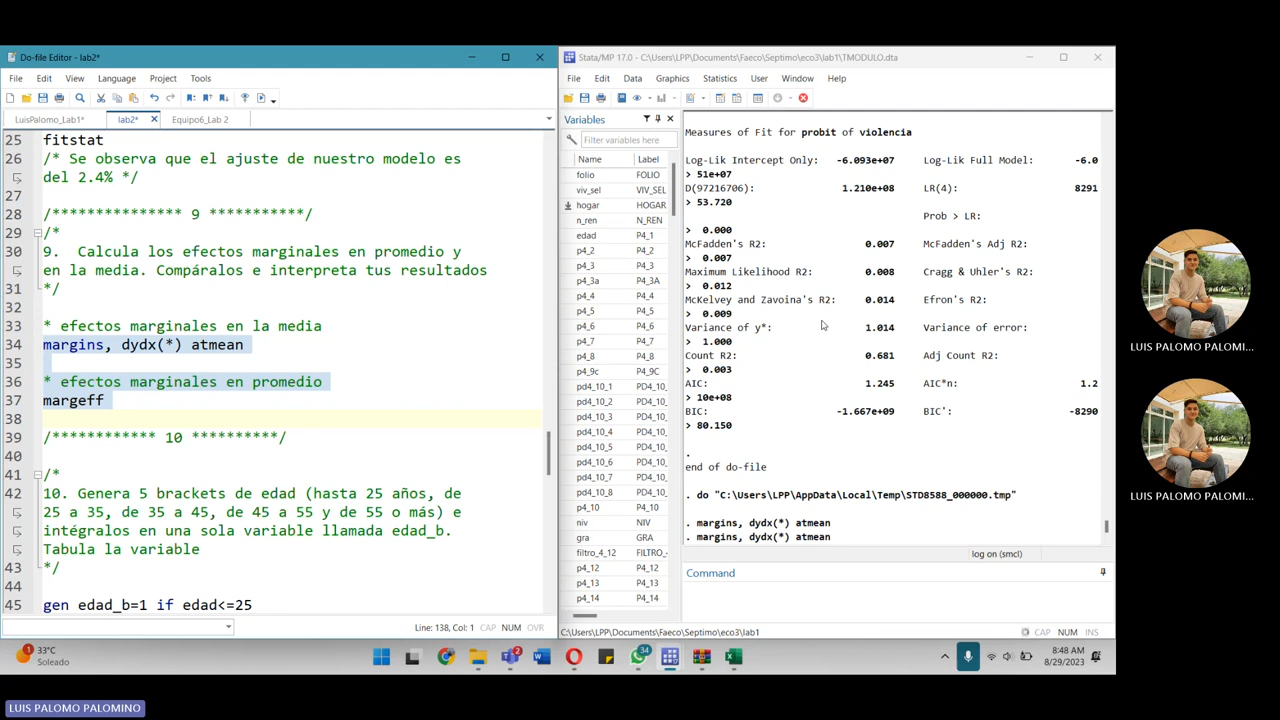 Do-file Editor - lab2*
File Edit View Language Project Tools
LuisPalomo_Lab1* lab2* Equipo6_Lab 2
25 fitstat
26 /* Se observa que el ajuste de nuestro modelo es
del 2.4% */
27
28 /*************** 9 ***********/
29 /*
30 9. Calcula los efectos marginales en promedio y
en la media. Compáralos e interpreta tus resultados
31 */
32
33 * efectos marginales en la media
34 margins, dydx(*) atmean
35
36 * efectos marginales en promedio
37 margeff
38
39 /************ 10 **********/
40
41 /*
42 10. Genera 5 brackets de edad (hasta 25 años, de
25 a 35, de 35 a 45, de 45 a 55 y de 55 o más) e
intégralos en una sola variable llamada edad_b.
Tabula la variable
43 */
44
45 gen edad_b=1 if edad<=25
Line: 138, Col: 1 CAP NUM OVR
Stata/MP 17.0 - C:\Users\LPP\Documents\Faeco\Septimo\eco3\lab1\TMODULO.dta
File Edit Data Graphics Statistics User Window Help
Variables
Filter variables here
Name Label
folio FOLIO
viv_sel VIV_SEL
hogar HOGAR
n_ren N_REN
edad P4_1
p4_2 P4_2
p4_3 P4_3
p4_3a P4_3A
p4_4 P4_4
p4_5 P4_5
p4_6 P4_6
p4_7 P4_7
p4_8 P4_8
p4_9c P4_9C
pd4_10_1 PD4_10_
pd4_10_2 PD4_10_
pd4_10_3 PD4_10_
pd4_10_4 PD4_10_
pd4_10_5 PD4_10_
pd4_10_6 PD4_10_
pd4_10_7 PD4_10_
pd4_10_8 PD4_10_
p4_10 P4_10
niv NIV
gra GRA
filtro_4_12 FILTRO_
p4_12 P4_12
p4_13 P4_13
p4_14 P4_14
Measures of Fit for probit of violencia
Log-Lik Intercept Only: -6.093e+07 Log-Lik Full Model: -6.0
> 51e+07
D(97216706): 1.210e+08 LR(4): 8291
> 53.720
Prob > LR:
> 0.000
McFadden's R2: 0.007 McFadden's Adj R2:
> 0.007
Maximum Likelihood R2: 0.008 Cragg & Uhler's R2:
> 0.012
McKelvey and Zavoina's R2: 0.014 Efron's R2:
> 0.009
Variance of y*: 1.014 Variance of error:
> 1.000
Count R2: 0.681 Adj Count R2:
> 0.003
AIC: 1.245 AIC*n: 1.2
> 10e+08
BIC: -1.667e+09 BIC': -8290
> 80.150
.
end of do-file
. do "C:\Users\LPP\AppData\Local\Temp\STD8588_000000.tmp"
. margins, dydx(*) atmean
. margins, dydx(*) atmean
log on (smcl)
Command
C:\Users\LPP\Documents\Faeco\Septimo\eco3\lab1 CAP NUM INS
LUIS PALOMO PALOMI...
LUIS PALOMO PALOMI...
1
33°C
Soleado
2
34
8:48 AM
8/29/2023
LUIS PALOMO PALOMINO